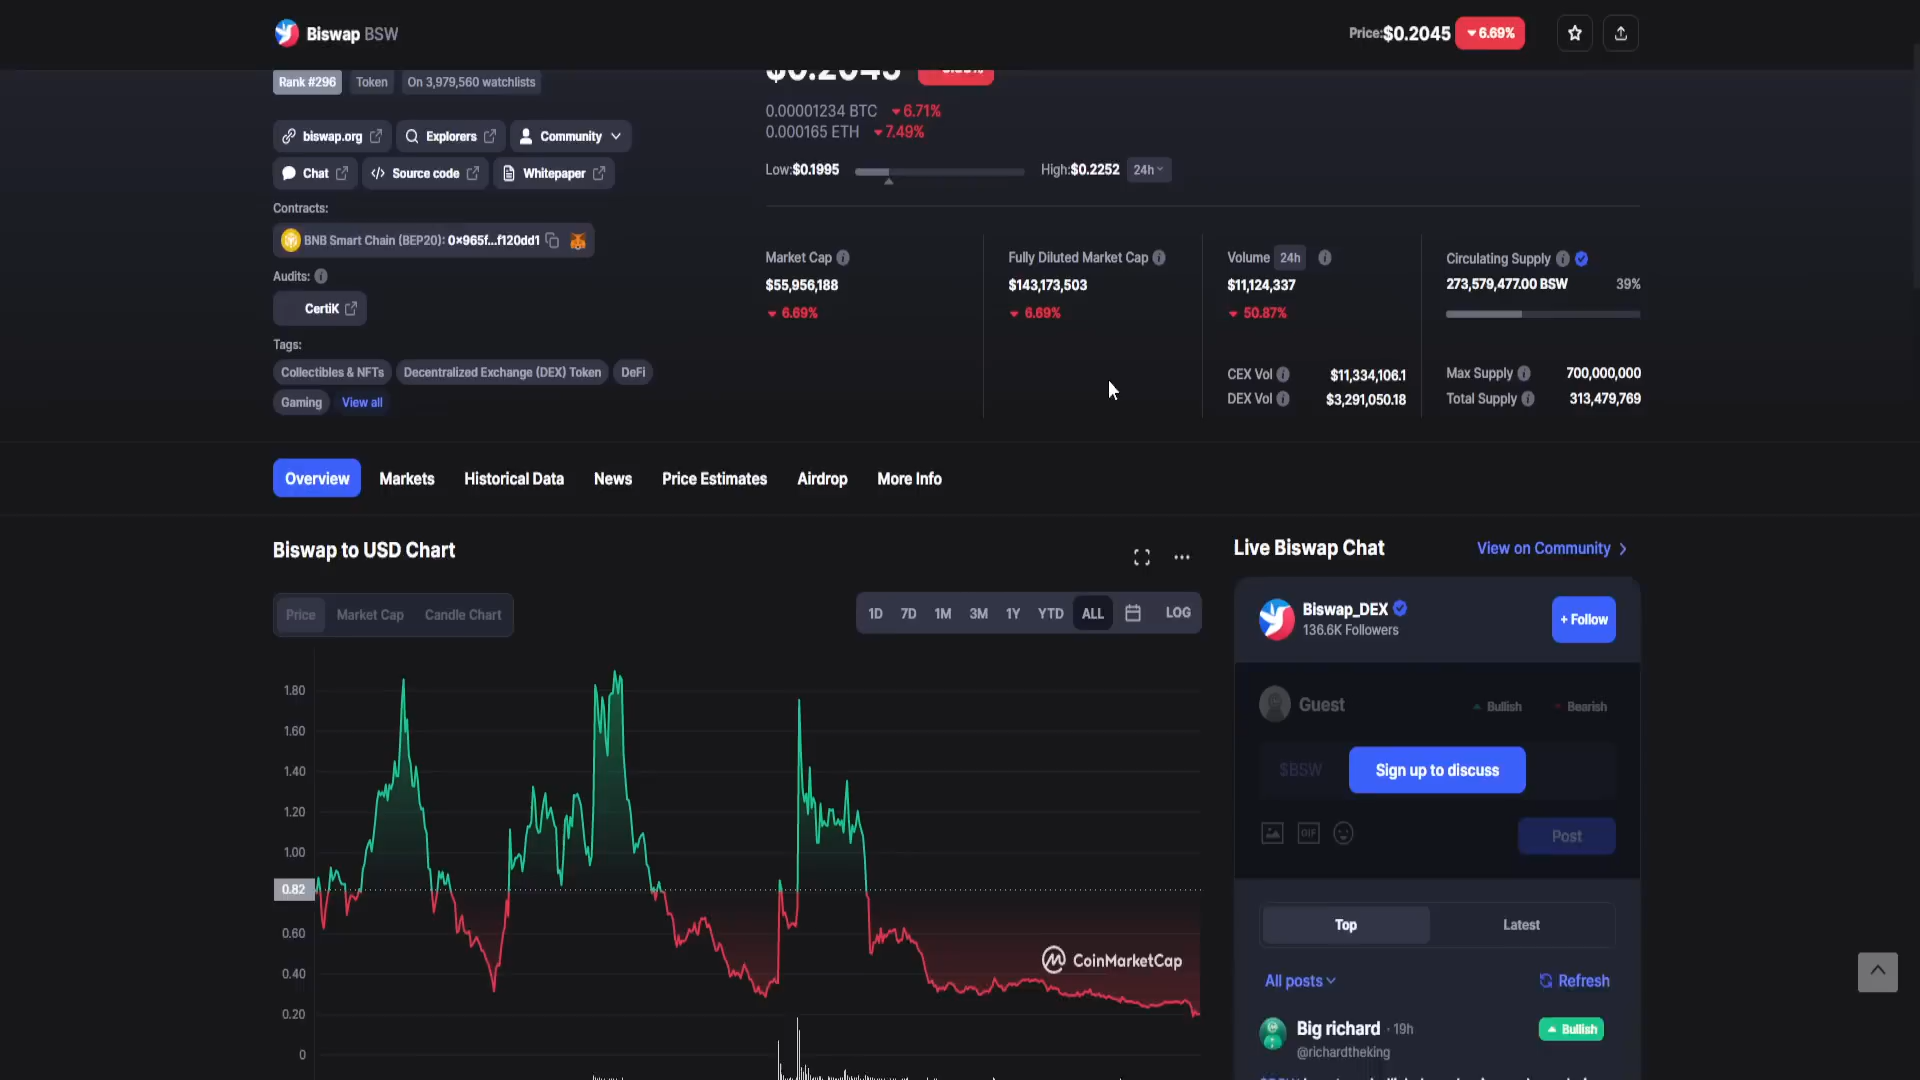 Biswap BSW
Price:$0.2045 6.69%
Rank #296 Token On 3,979,560 watchlists
$0.2045
0.00001234 BTC 6.71%
0.000165 ETH 7.49%
biswap.org Explorers Community
Chat Source code Whitepaper
Low:$0.1995 High:$0.2252 24h
Contracts:
BNB Smart Chain (BEP20): 0x965f...f120dd1
Audits:
CertiK
Tags:
Collectibles & NFTs Decentralized Exchange (DEX) Token DeFi
Gaming View all
Market Cap
$55,956,188
6.69%
Fully Diluted Market Cap
$143,173,503
6.69%
Volume 24h
$11,124,337
50.87%
CEX Vol $11,334,106.1
DEX Vol $3,291,050.18
Circulating Supply
273,579,477.00 BSW 39%
Max Supply 700,000,000
Total Supply 313,479,769
Overview Markets Historical Data News Price Estimates Airdrop More Info
Biswap to USD Chart
Price Market Cap Candle Chart
1D 7D 1M 3M 1Y YTD ALL LOG
1.80
1.60
1.40
1.20
1.00
0.82
0.60
0.40
0.20
0
CoinMarketCap
Live Biswap Chat View on Community
Biswap_DEX
136.6K Followers
+ Follow
Guest Bullish Bearish
$BSW Sign up to discuss
GIF
Post
Top Latest
All posts Refresh
Big richard · 19h Bullish
@richardtheking